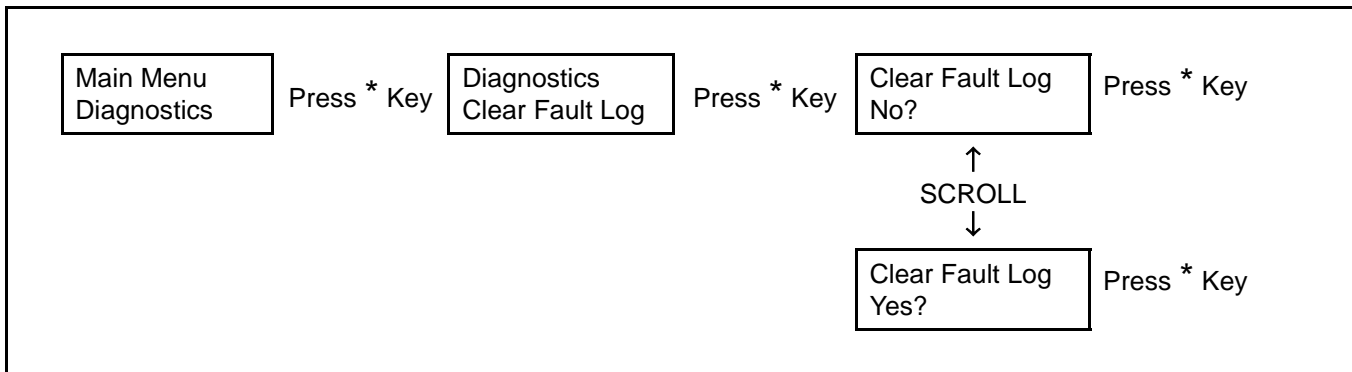 Main Menu
Diagnostics
Press * Key
Diagnostics
Clear Fault Log
Press * Key
Clear Fault Log
No?
Press * Key
↑
SCROLL
↓
Clear Fault Log
Yes?
Press * Key